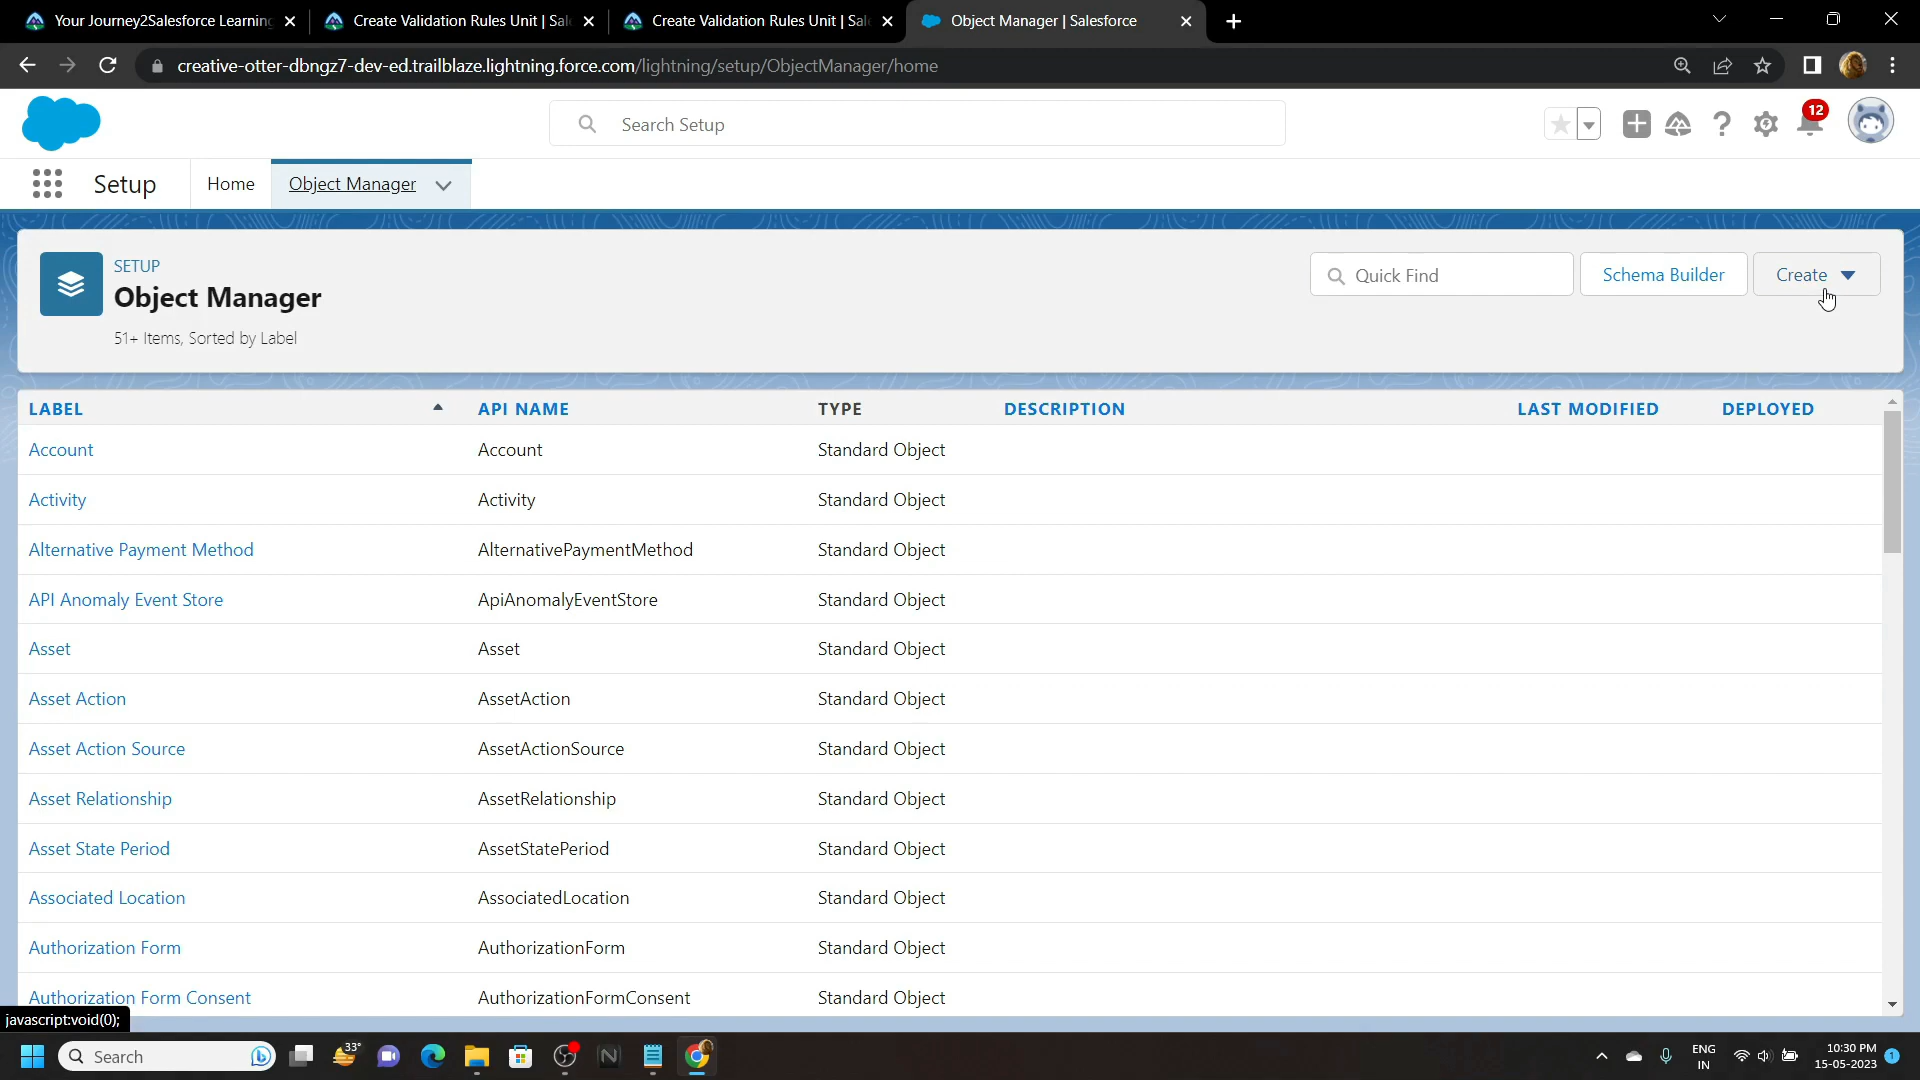 Your Journey2Salesforce Learning
Create Validation Rules Unit | Sal
Create Validation Rules Unit | Sal
Object Manager | Salesforce
creative-otter-dbngz7-dev-ed.trailblaze.lightning.force.com/lightning/setup/ObjectManager/home
Search Setup
12
Setup
Home
Object Manager
SETUP
Object Manager
51+ Items, Sorted by Label
Quick Find
Schema Builder
Create
LABEL API NAME TYPE DESCRIPTION LAST MODIFIED DEPLOYED
Account Account Standard Object
Activity Activity Standard Object
Alternative Payment Method AlternativePaymentMethod Standard Object
API Anomaly Event Store ApiAnomalyEventStore Standard Object
Asset Asset Standard Object
Asset Action AssetAction Standard Object
Asset Action Source AssetActionSource Standard Object
Asset Relationship AssetRelationship Standard Object
Asset State Period AssetStatePeriod Standard Object
Associated Location AssociatedLocation Standard Object
Authorization Form AuthorizationForm Standard Object
Authorization Form Consent AuthorizationFormConsent Standard Object
javascript:void(0);
Search
33°
ENG
IN
10:30 PM
15-05-2023
1